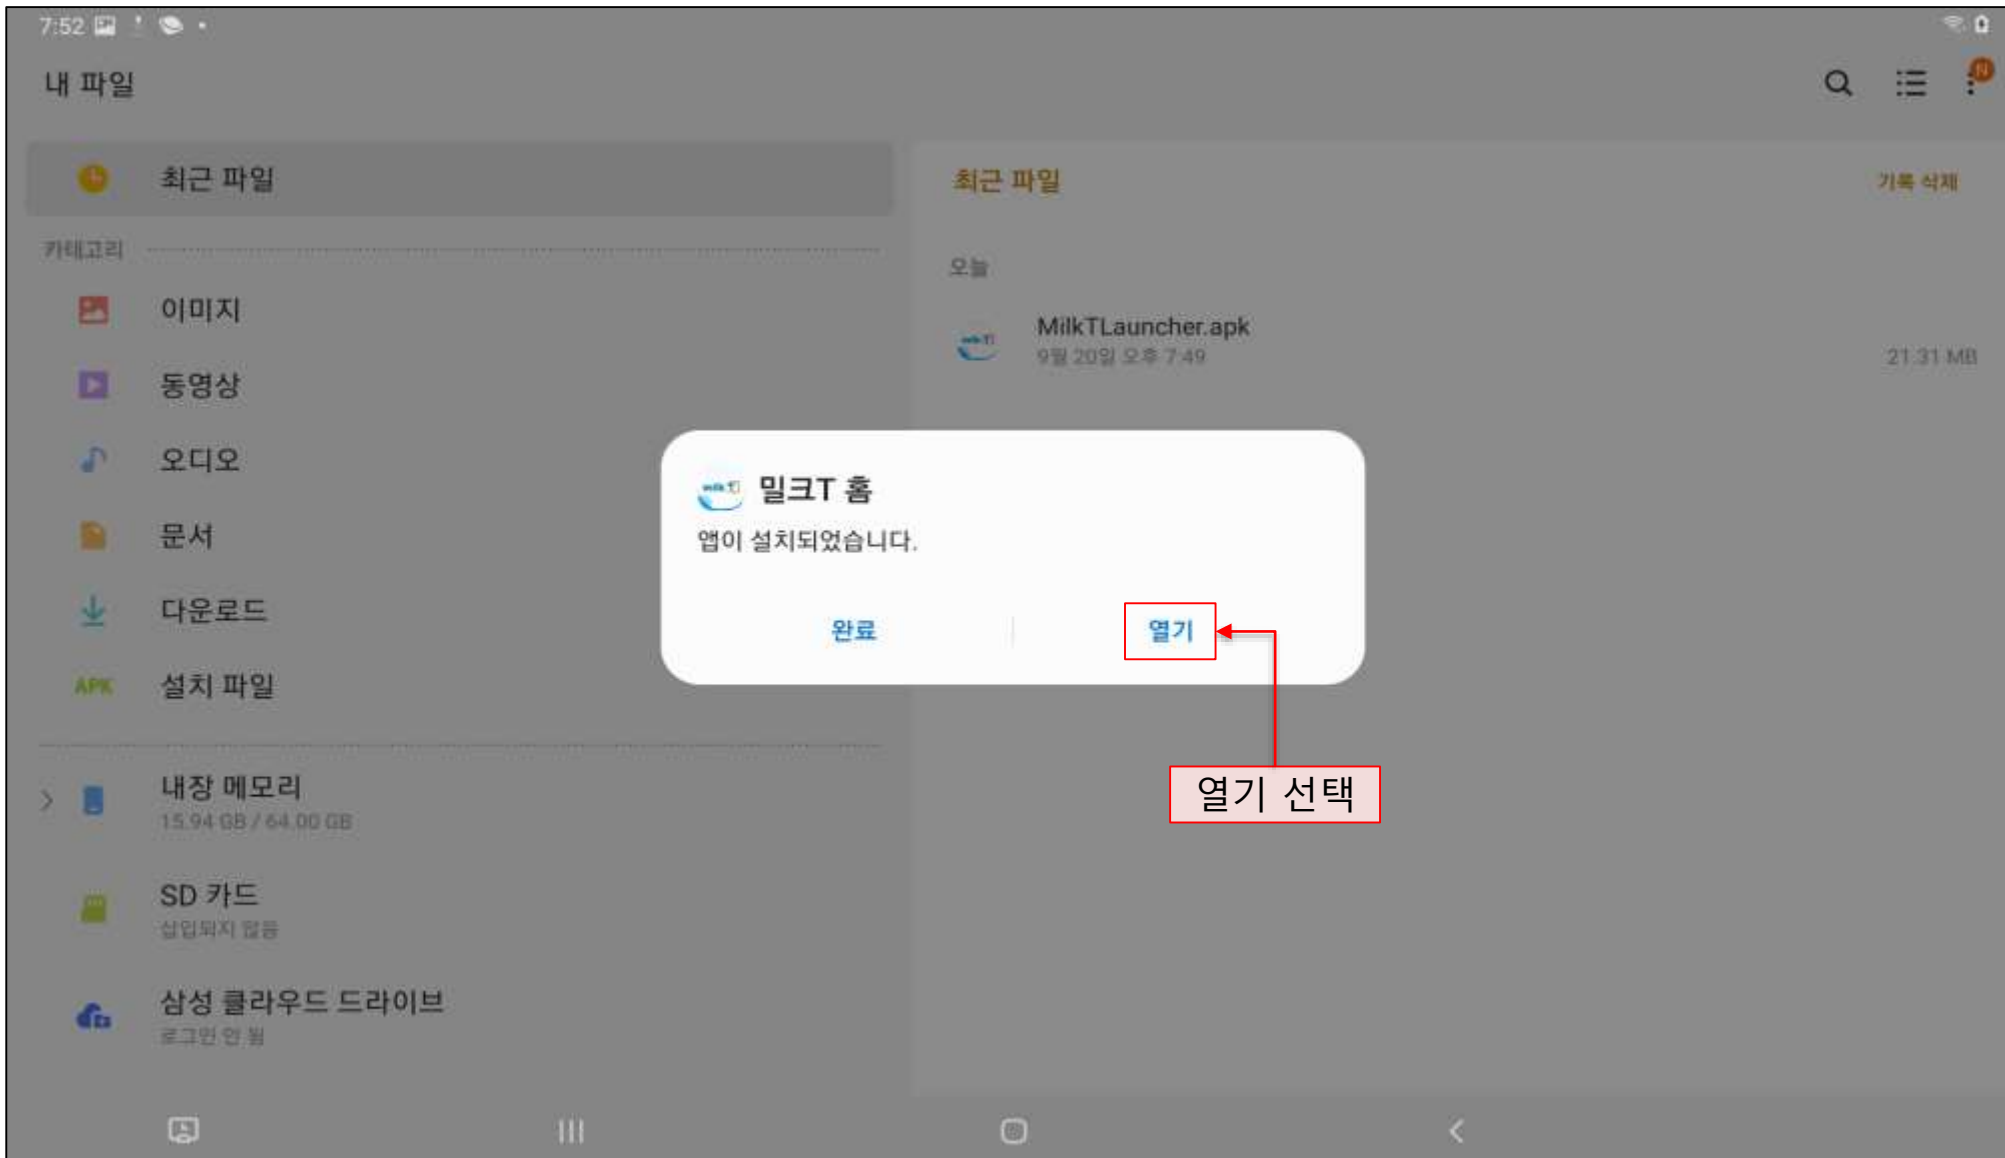 7:52
내 파일
N
최근 파일
카테고리
이미지
동영상
오디오
문서
다운로드
APK 설치 파일
내장 메모리
15.94 GB / 64.00 GB
SD 카드
삽입되지 않음
삼성 클라우드 드라이브
로그인 안 됨
최근 파일
기록 삭제
오늘
MilkTLauncher.apk
9월 20일 오후 7:49
21.31 MB
milkT
밀크T 홈
앱이 설치되었습니다.
완료
열기
열기 선택